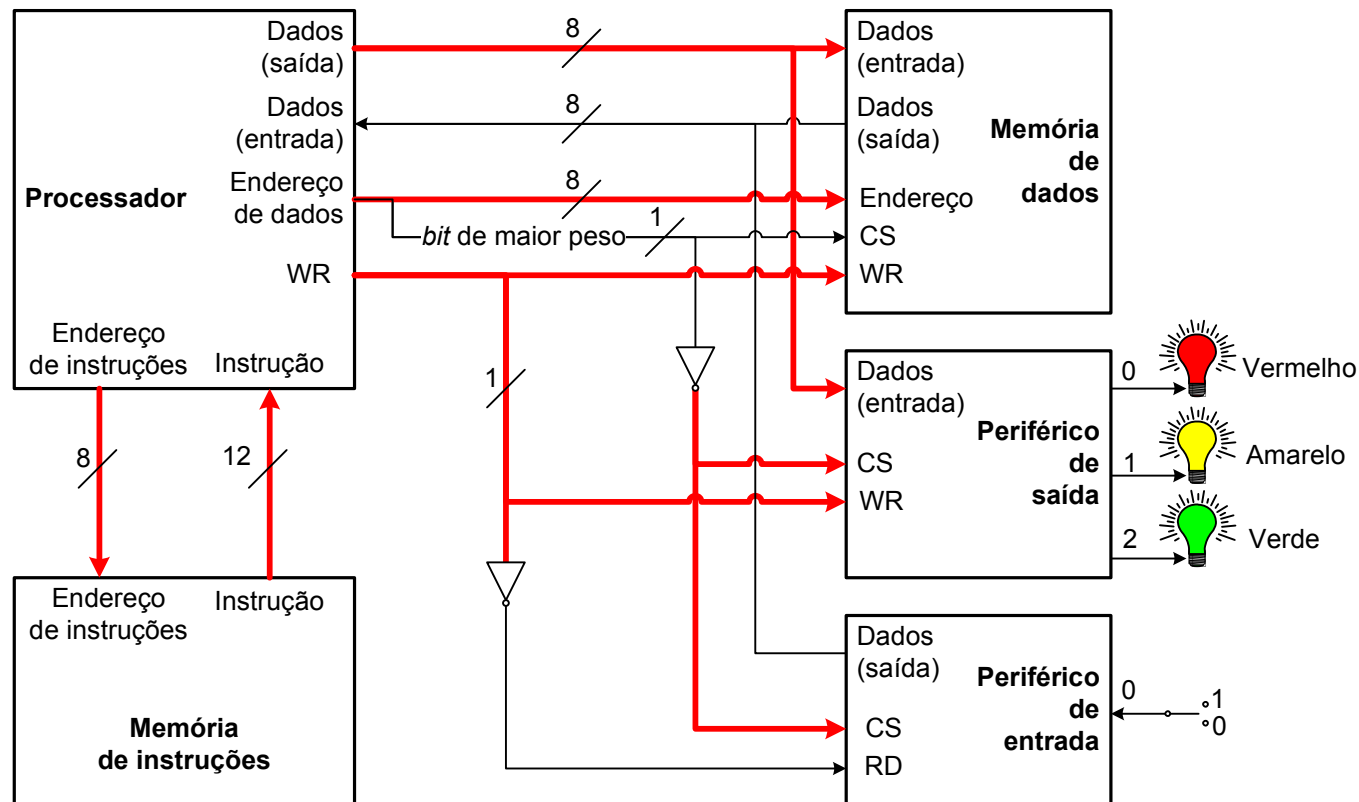 Dados
(saída)
Dados
(entrada)
Processador
Endereço
de dados
WR
Endereço
de instruções
Instrução
8
8
8
bit de maior peso
1
Dados
(entrada)
Dados
(saída)
Memória
de
dados
Endereço
CS
WR
8
12
1
Dados
(entrada)
Periférico
de
saída
CS
WR
0
Vermelho
1
Amarelo
2
Verde
Endereço
de instruções
Instrução
Memória
de instruções
Dados
(saída)
Periférico
de
entrada
CS
RD
0
1
0